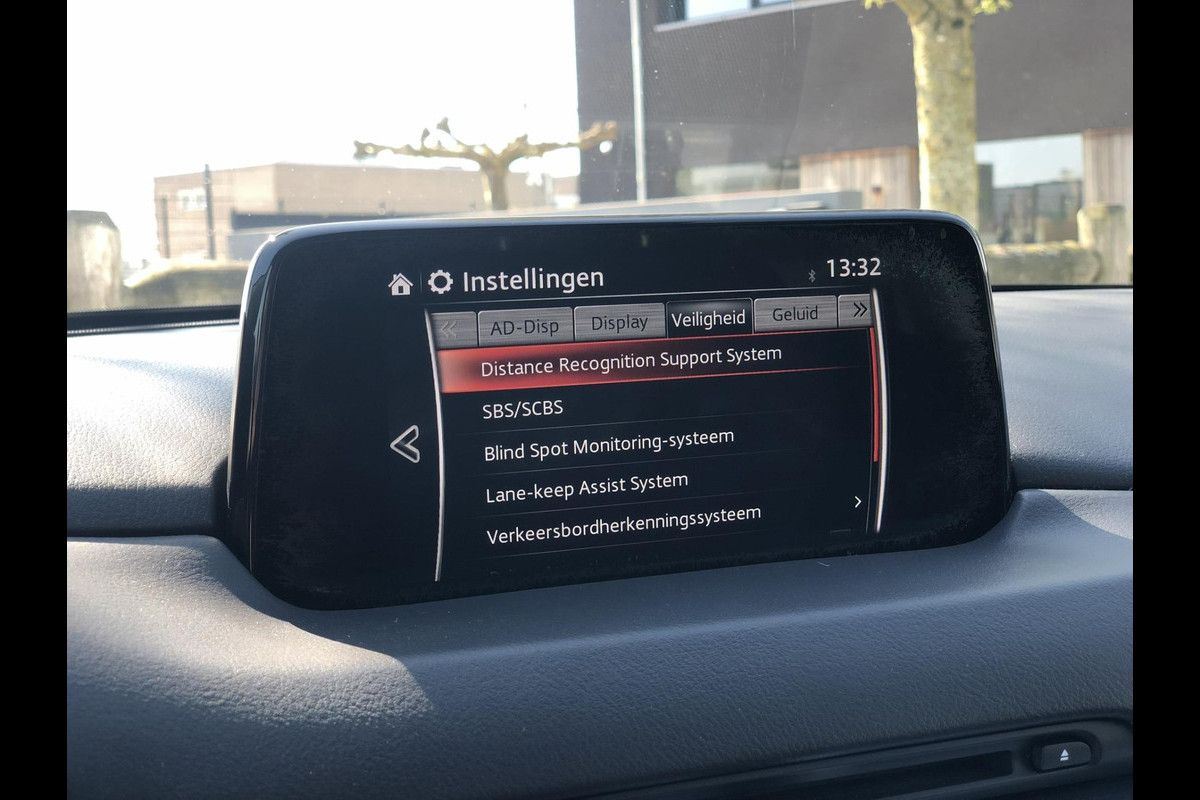 Instellingen
13:32
AD-Disp
Display
Veiligheid
Geluid
Distance Recognition Support System
SBS/SCBS
Blind Spot Monitoring-systeem
Lane-keep Assist System
Verkeersbordherkenningssysteem